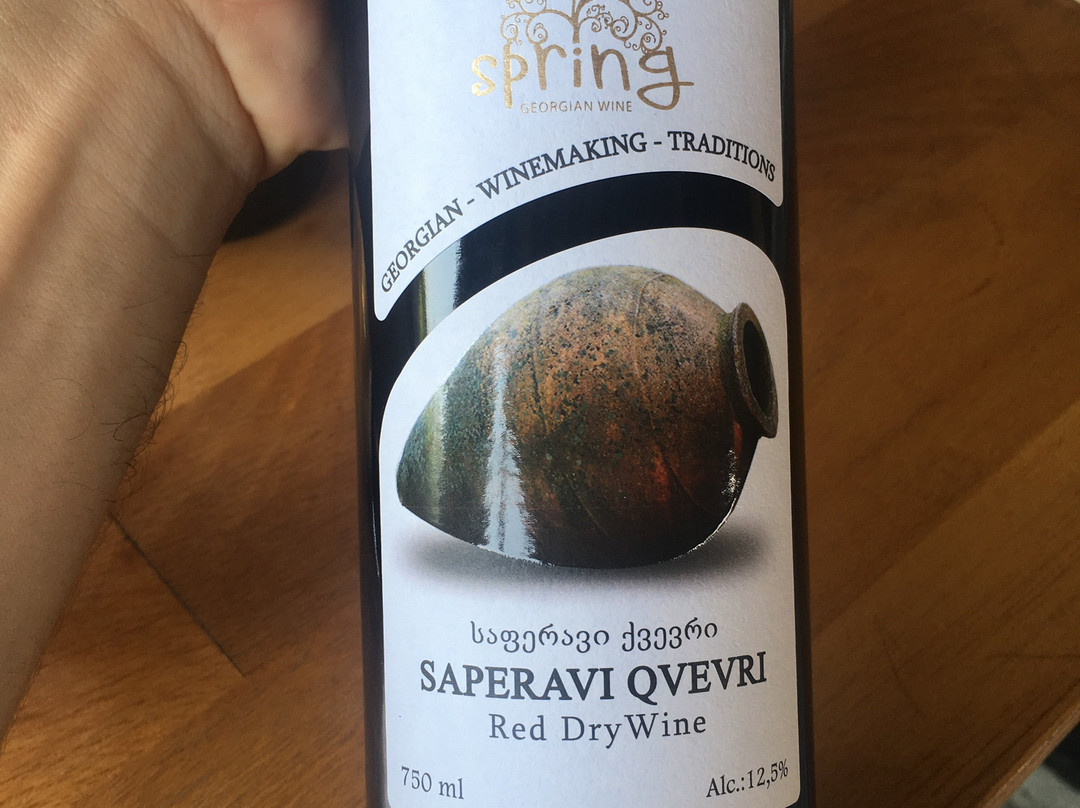 spring
GEORGIAN WINE
GEORGIAN - WINEMAKING - TRADITIONS
საფერავი ქვევრი
SAPERAVI QVEVRI
Red DryWine
750 ml
Alc.:12,5%